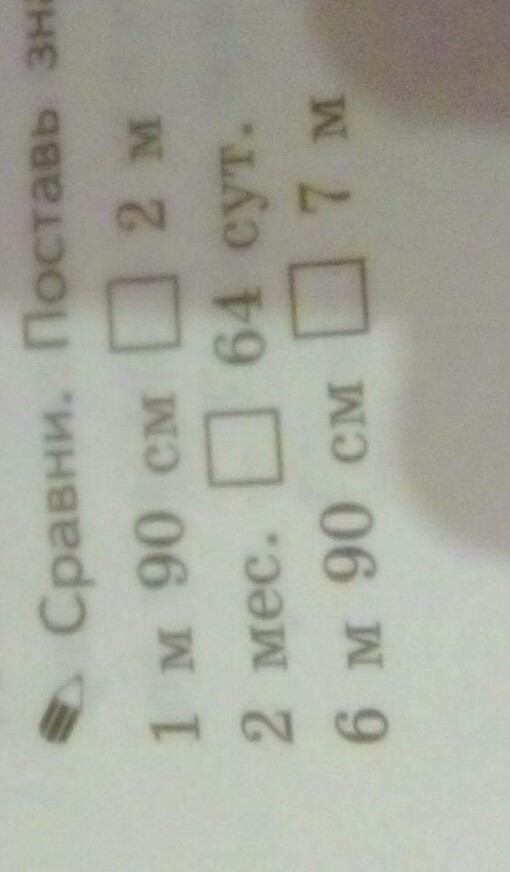 Сравни. Поставь
1 м 90 см □ 2 м
2 мес. □ 64 сут.
6 м 90 см □ 7 м